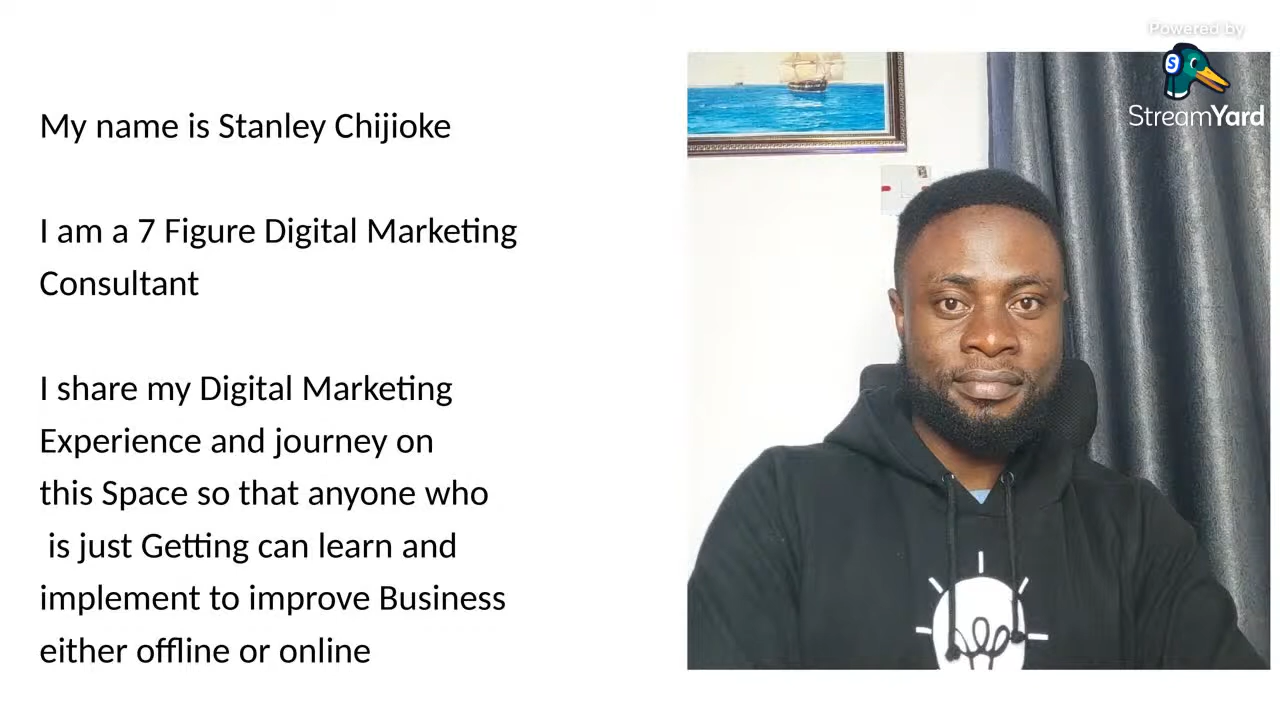 My name is Stanley Chijioke
I am a 7 Figure Digital Marketing
Consultant
I share my Digital Marketing
Experience and journey on
this Space so that anyone who
is just Getting can learn and
implement to improve Business
either offline or online
Powered by
S
StreamYard